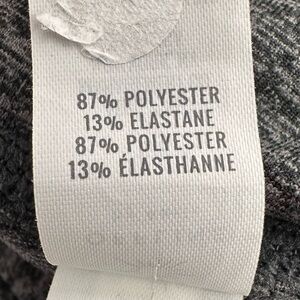 87% POLYESTER
13% ELASTANE
87% POLYESTER
13% ÉLASTHANNE